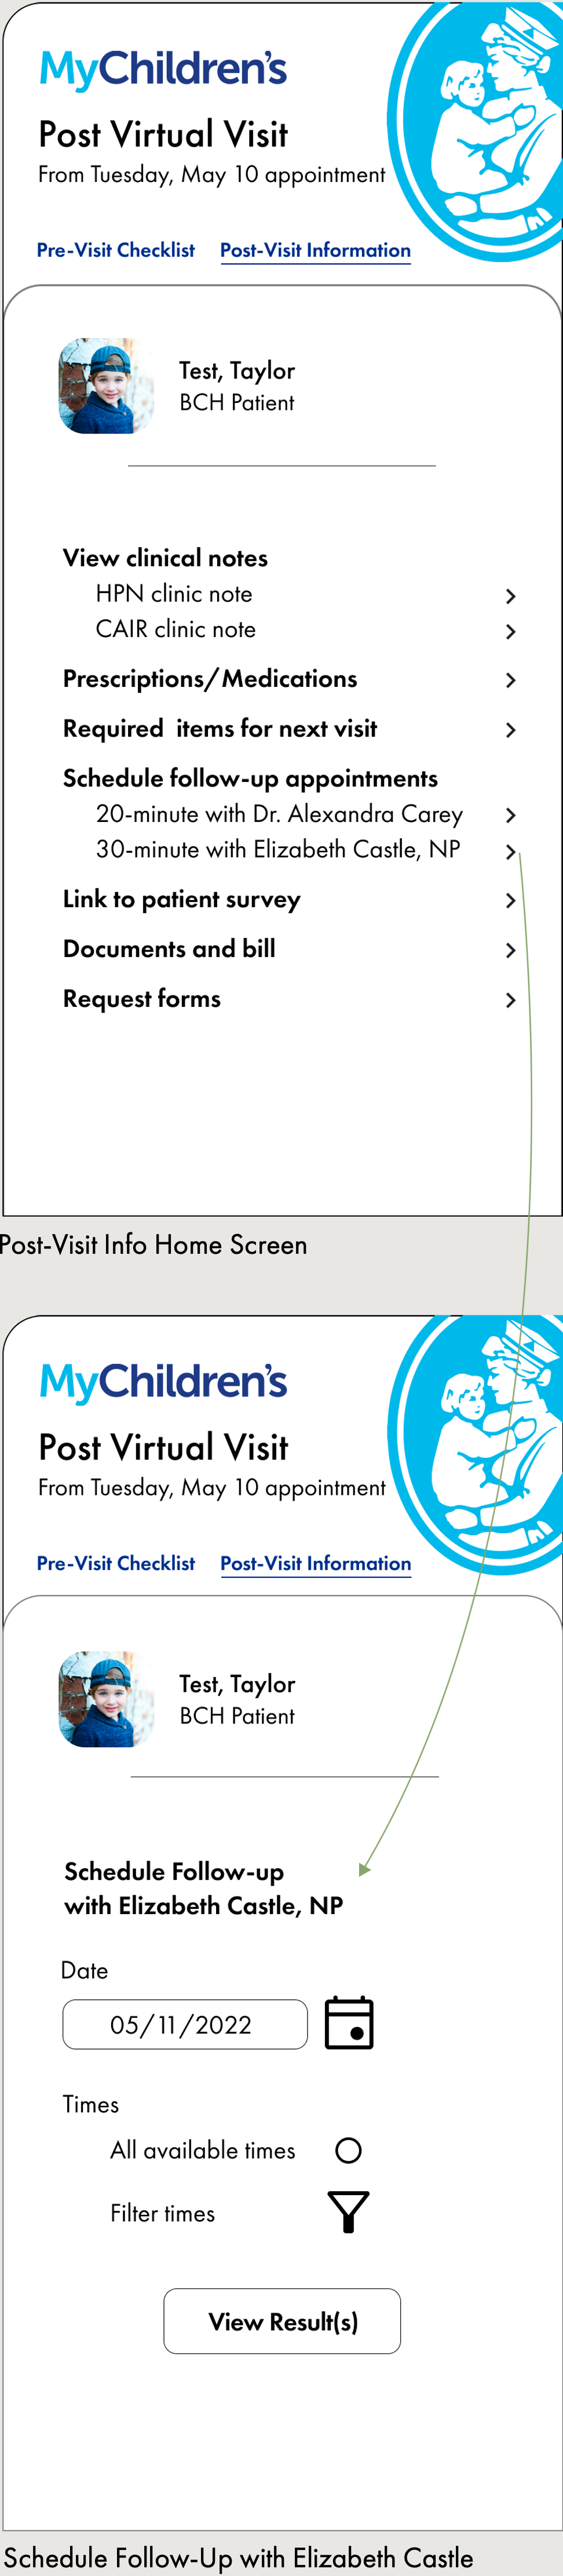 MyChildren's
Post Virtual Visit
From Tuesday, May 10 appointment
Pre-Visit Checklist Post-Visit Information
Test, Taylor
BCH Patient
View clinical notes
HPN clinic note
CAIR clinic note
Prescriptions/Medications
Required items for next visit
Schedule follow-up appointments
20-minute with Dr. Alexandra Carey
30-minute with Elizabeth Castle, NP
Link to patient survey
Documents and bill
Request forms
Post-Visit Info Home Screen
MyChildren's
Post Virtual Visit
From Tuesday, May 10 appointment
Pre-Visit Checklist Post-Visit Information
Test, Taylor
BCH Patient
Schedule Follow-up
with Elizabeth Castle, NP
Date
05/11/2022
Times
All available times
Filter times
View Result(s)
Schedule Follow-Up with Elizabeth Castle